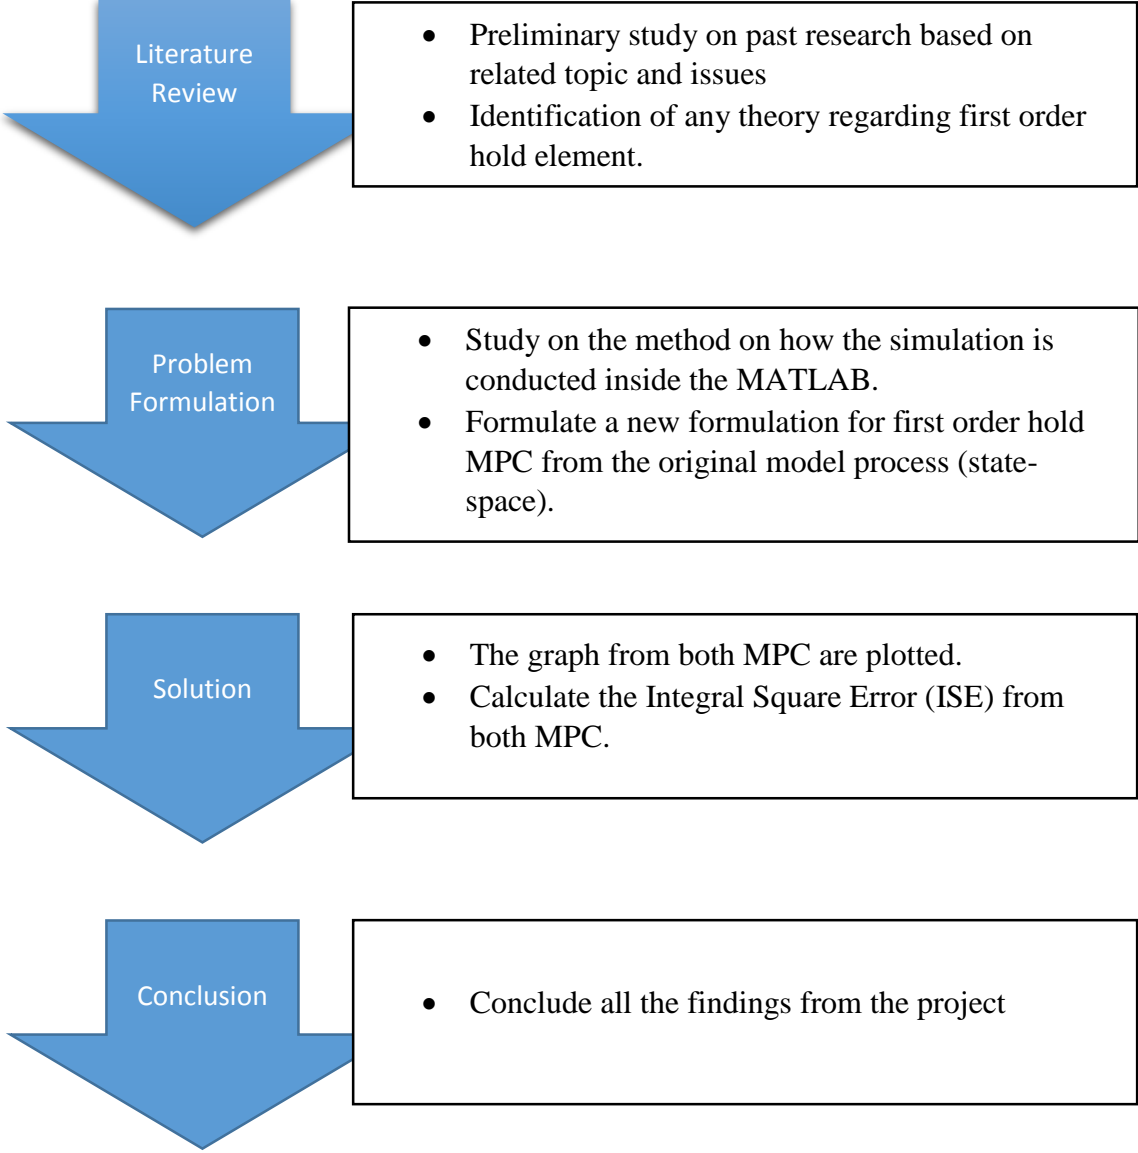 Literature
Review
• Preliminary study on past research based on
related topic and issues
• Identification of any theory regarding first order
hold element.
Problem
Formulation
• Study on the method on how the simulation is
conducted inside the MATLAB.
• Formulate a new formulation for first order hold
MPC from the original model process (state-
space).
Solution
• The graph from both MPC are plotted.
• Calculate the Integral Square Error (ISE) from
both MPC.
Conclusion
• Conclude all the findings from the project